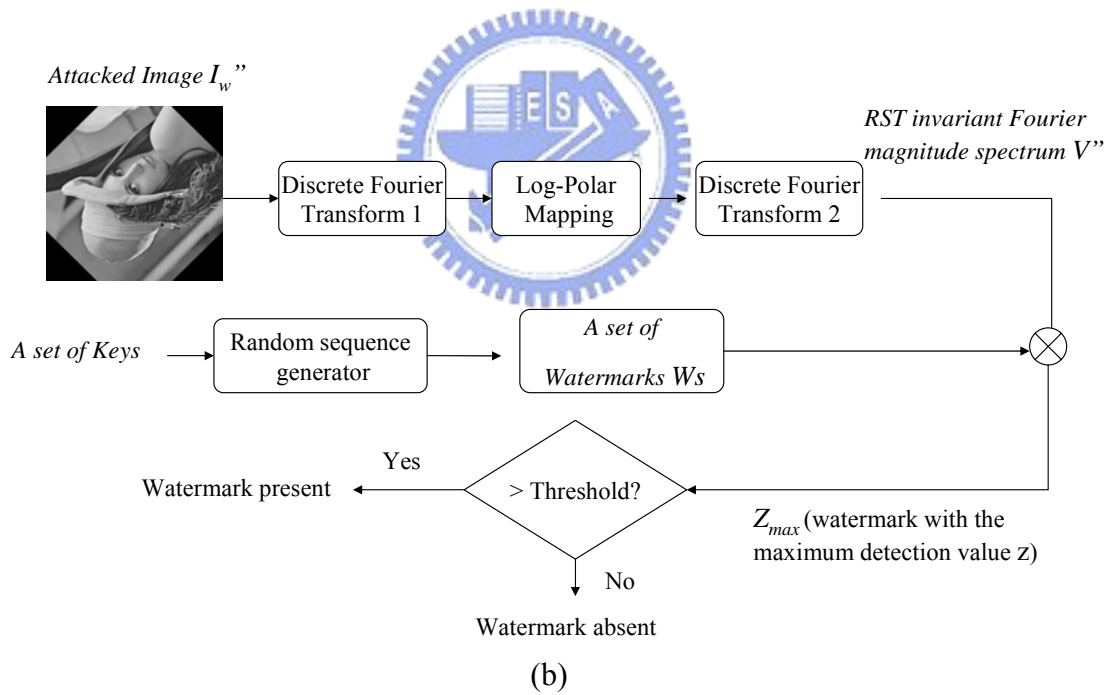 Attacked Image I_w”
RST invariant Fourier
magnitude spectrum V”
ESA
Discrete Fourier
Transform 1
Log-Polar
Mapping
Discrete Fourier
Transform 2
A set of Keys
Random sequence
generator
A set of
Watermarks Ws
Yes
Watermark present
> Threshold?
Z_max (watermark with the
maximum detection value z)
No
Watermark absent
(b)